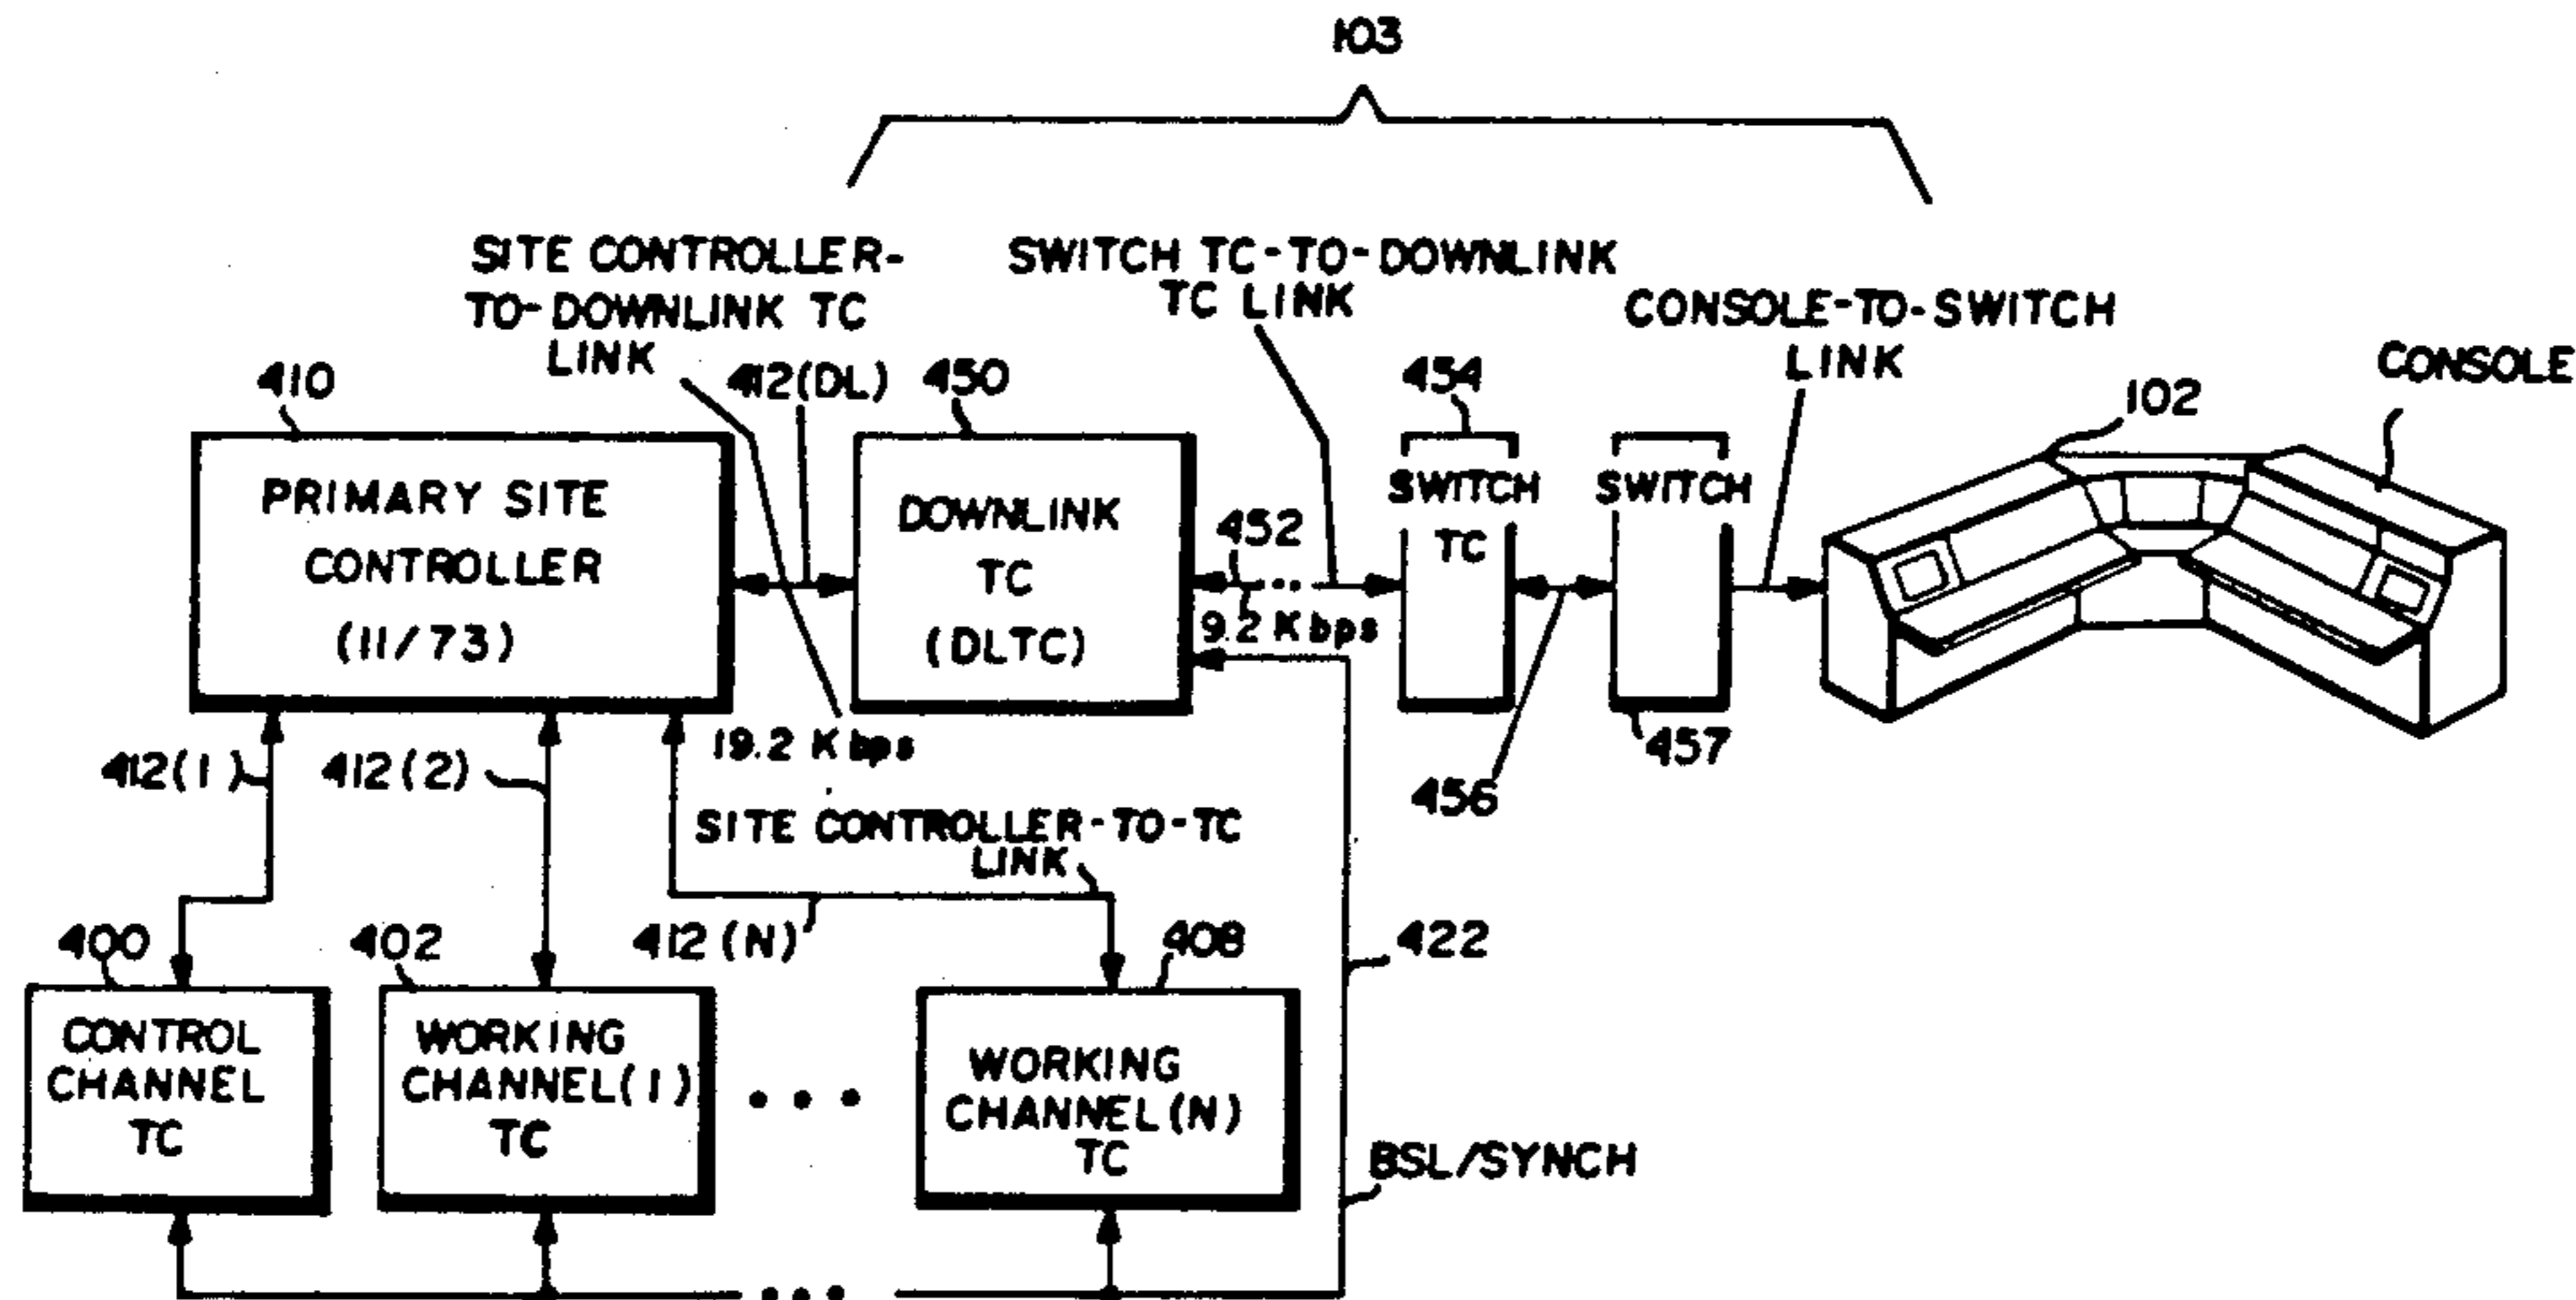 103
SITE CONTROLLER-
TO-DOWNLINK TC
LINK
SWITCH TC-TO-DOWNLINK
TC LINK
CONSOLE-TO-SWITCH
LINK
CONSOLE
410
412(DL)
450
454
102
PRIMARY SITE
CONTROLLER
(11/73)
DOWNLINK
TC
(DLTC)
452
9.2 Kbps
SWITCH
TC
SWITCH
412(1)
412(2)
19.2 Kbps
456
457
SITE CONTROLLER-TO-TC
LINK
400
402
412(N)
408
422
CONTROL
CHANNEL
TC
WORKING
CHANNEL(1)
TC
• • •
WORKING
CHANNEL(N)
TC
BSL/SYNCH